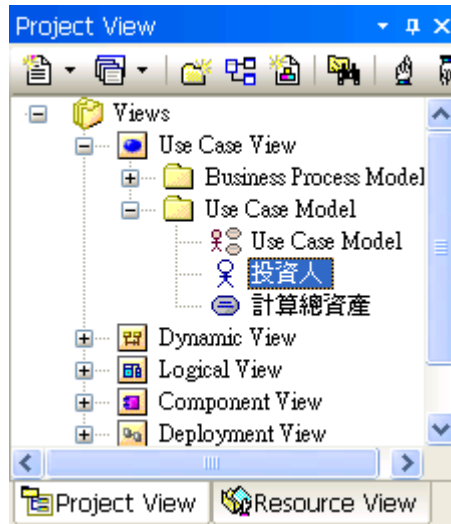 Project View
Views
Use Case View
Business Process Model
Use Case Model
Use Case Model
投資人
計算總資產
Dynamic View
Logical View
Component View
Deployment View
Project View Resource View